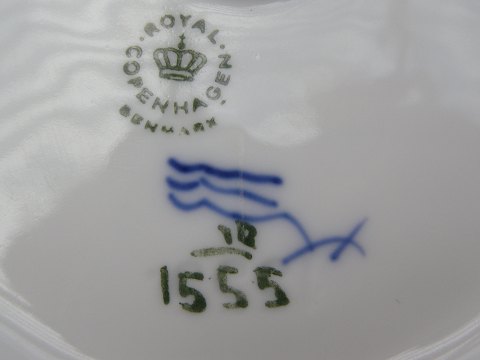 ROYAL
COPENHAGEN
DENMARK
1555